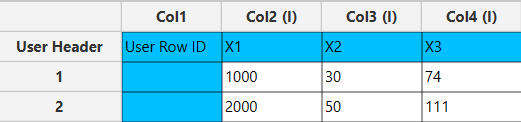 Col1 Col2 (I) Col3 (I) Col4 (I)
User Header User Row ID X1 X2 X3
1 1000 30 74
2 2000 50 111